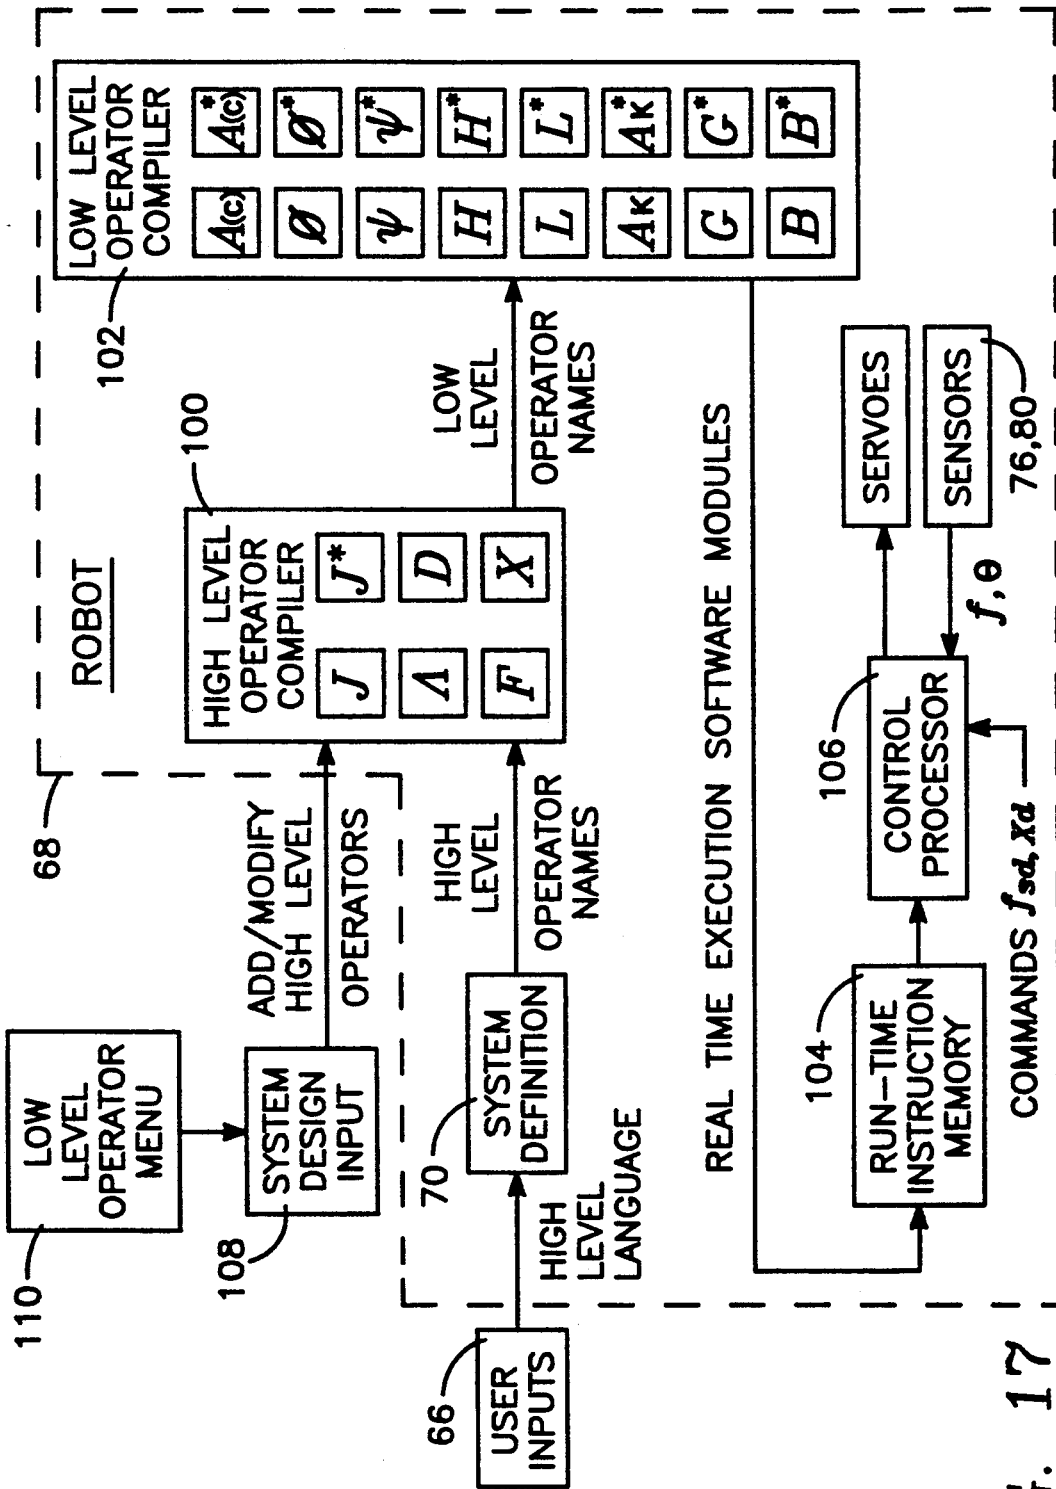 110
LOW
LEVEL
OPERATOR
MENU
108
SYSTEM
DESIGN
INPUT
ADD/MODIFY
HIGH LEVEL
OPERATORS
68
ROBOT
66
USER
INPUTS
HIGH
LEVEL
LANGUAGE
70
SYSTEM
DEFINITION
HIGH
LEVEL
OPERATOR
NAMES
100
HIGH LEVEL
OPERATOR
COMPILER
J J*
Λ D
F X
LOW
LEVEL
OPERATOR
NAMES
102
LOW LEVEL
OPERATOR
COMPILER
A(c) A(c)*
Ø Ø*
ψ ψ*
H H*
L L*
AK AK*
G G*
B B*
REAL TIME EXECUTION SOFTWARE MODULES
104
RUN-TIME
INSTRUCTION
MEMORY
106
CONTROL
PROCESSOR
COMMANDS fsd, Xd
f, θ
SERVOES
SENSORS
76,80
17